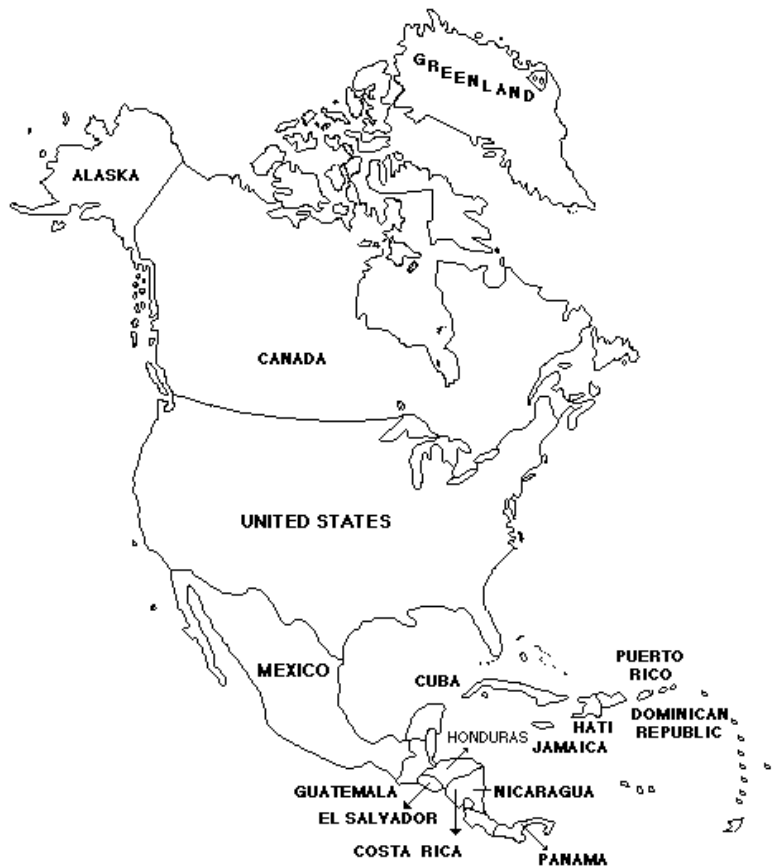 GREENLAND
ALASKA
CANADA
UNITED STATES
MEXICO
CUBA
PUERTO
RICO
HATI
DOMINICAN
REPUBLIC
JAMAICA
HONDURAS
GUATEMALA
NICARAGUA
EL SALVADOR
COSTA RICA
PANAMA